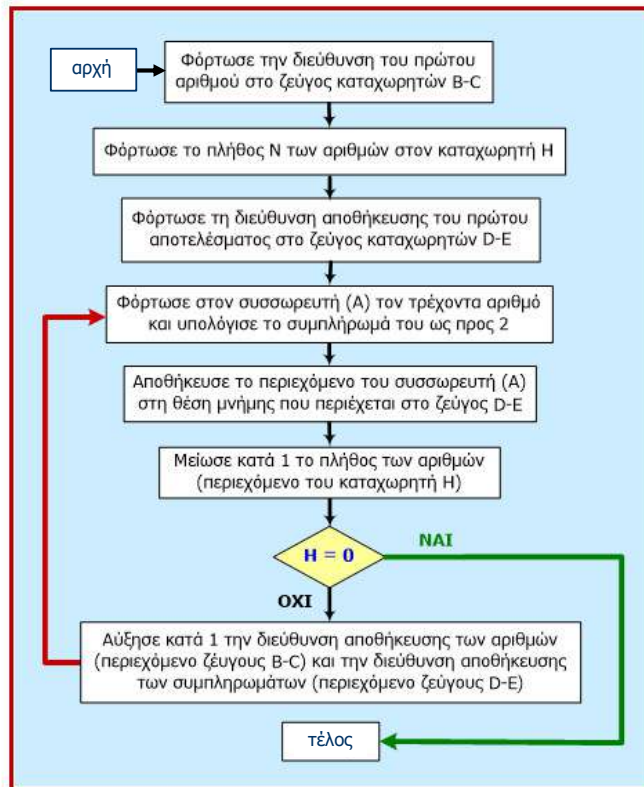 αρχή
Φόρτωσε την διεύθυνση του πρώτου
αριθμού στο ζεύγος καταχωρητών B-C
Φόρτωσε το πλήθος Ν των αριθμών στον καταχωρητή Η
Φόρτωσε τη διεύθυνση αποθήκευσης του πρώτου
αποτελέσματος στο ζεύγος καταχωρητών D-E
Φόρτωσε στον συσσωρευτή (Α) τον τρέχοντα αριθμό
και υπολόγισε το συμπλήρωμά του ως προς 2
Αποθήκευσε το περιεχόμενο του συσσωρευτή (Α)
στη θέση μνήμης που περιέχεται στο ζεύγος D-E
Μείωσε κατά 1 το πλήθος των αριθμών
(περιεχόμενο του καταχωρητή Η)
H = 0
ΝΑΙ
ΟΧΙ
Αύξησε κατά 1 την διεύθυνση αποθήκευσης των αριθμών
(περιεχόμενο ζέυγους B-C) και την διεύθυνση αποθήκευσης
των συμπληρωμάτων (περιεχόμενο ζεύγους D-E)
τέλος